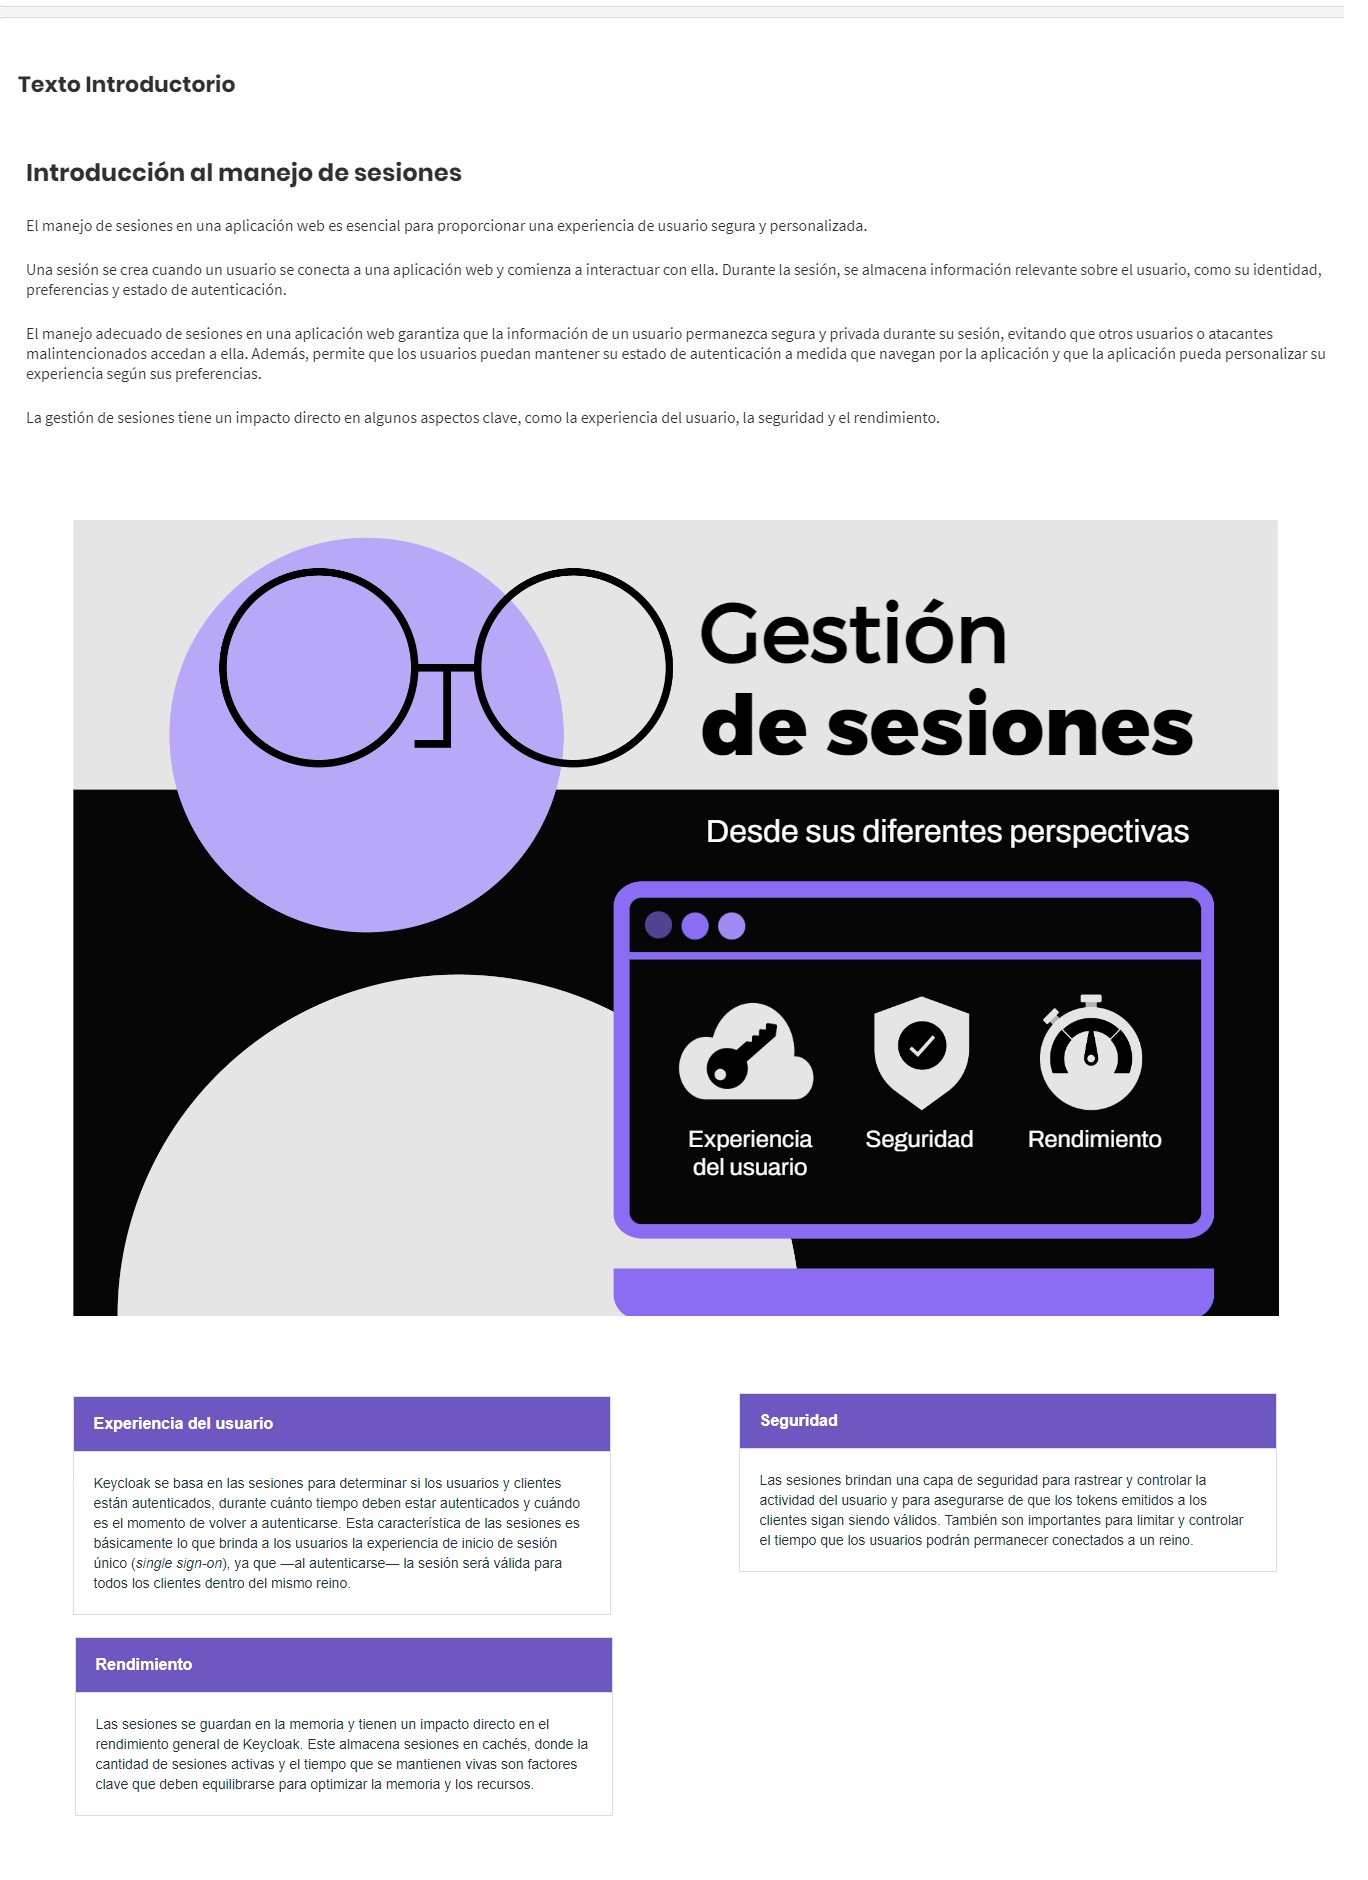 Texto Introductorio
Introducción al manejo de sesiones
El manejo de sesiones en una aplicación web es esencial para proporcionar una experiencia de usuario segura y personalizada.
Una sesión se crea cuando un usuario se conecta a una aplicación web y comienza a interactuar con ella. Durante la sesión, se almacena información relevante sobre el usuario, como su identidad,
preferencias y estado de autenticación.
El manejo adecuado de sesiones en una aplicación web garantiza que la información de un usuario permanezca segura y privada durante su sesión, evitando que otros usuarios o atacantes
malintencionados accedan a ella. Además, permite que los usuarios puedan mantener su estado de autenticación a medida que navegan por la aplicación y que la aplicación pueda personalizar su
experiencia según sus preferencias.
La gestión de sesiones tiene un impacto directo en algunos aspectos clave, como la experiencia del usuario, la seguridad y el rendimiento.
Gestión
de sesiones
Desde sus diferentes perspectivas
Experiencia
del usuario
Seguridad
Rendimiento
Experiencia del usuario
Keycloak se basa en las sesiones para determinar si los usuarios y clientes
están autenticados, durante cuánto tiempo deben estar autenticados y cuándo
es el momento de volver a autenticarse. Esta característica de las sesiones es
básicamente lo que brinda a los usuarios la experiencia de inicio de sesión
único (single sign-on), ya que —al autenticarse— la sesión será válida para
todos los clientes dentro del mismo reino.
Seguridad
Las sesiones brindan una capa de seguridad para rastrear y controlar la
actividad del usuario y para asegurarse de que los tokens emitidos a los
clientes sigan siendo válidos. También son importantes para limitar y controlar
el tiempo que los usuarios podrán permanecer conectados a un reino.
Rendimiento
Las sesiones se guardan en la memoria y tienen un impacto directo en el
rendimiento general de Keycloak. Este almacena sesiones en cachés, donde la
cantidad de sesiones activas y el tiempo que se mantienen vivas son factores
clave que deben equilibrarse para optimizar la memoria y los recursos.